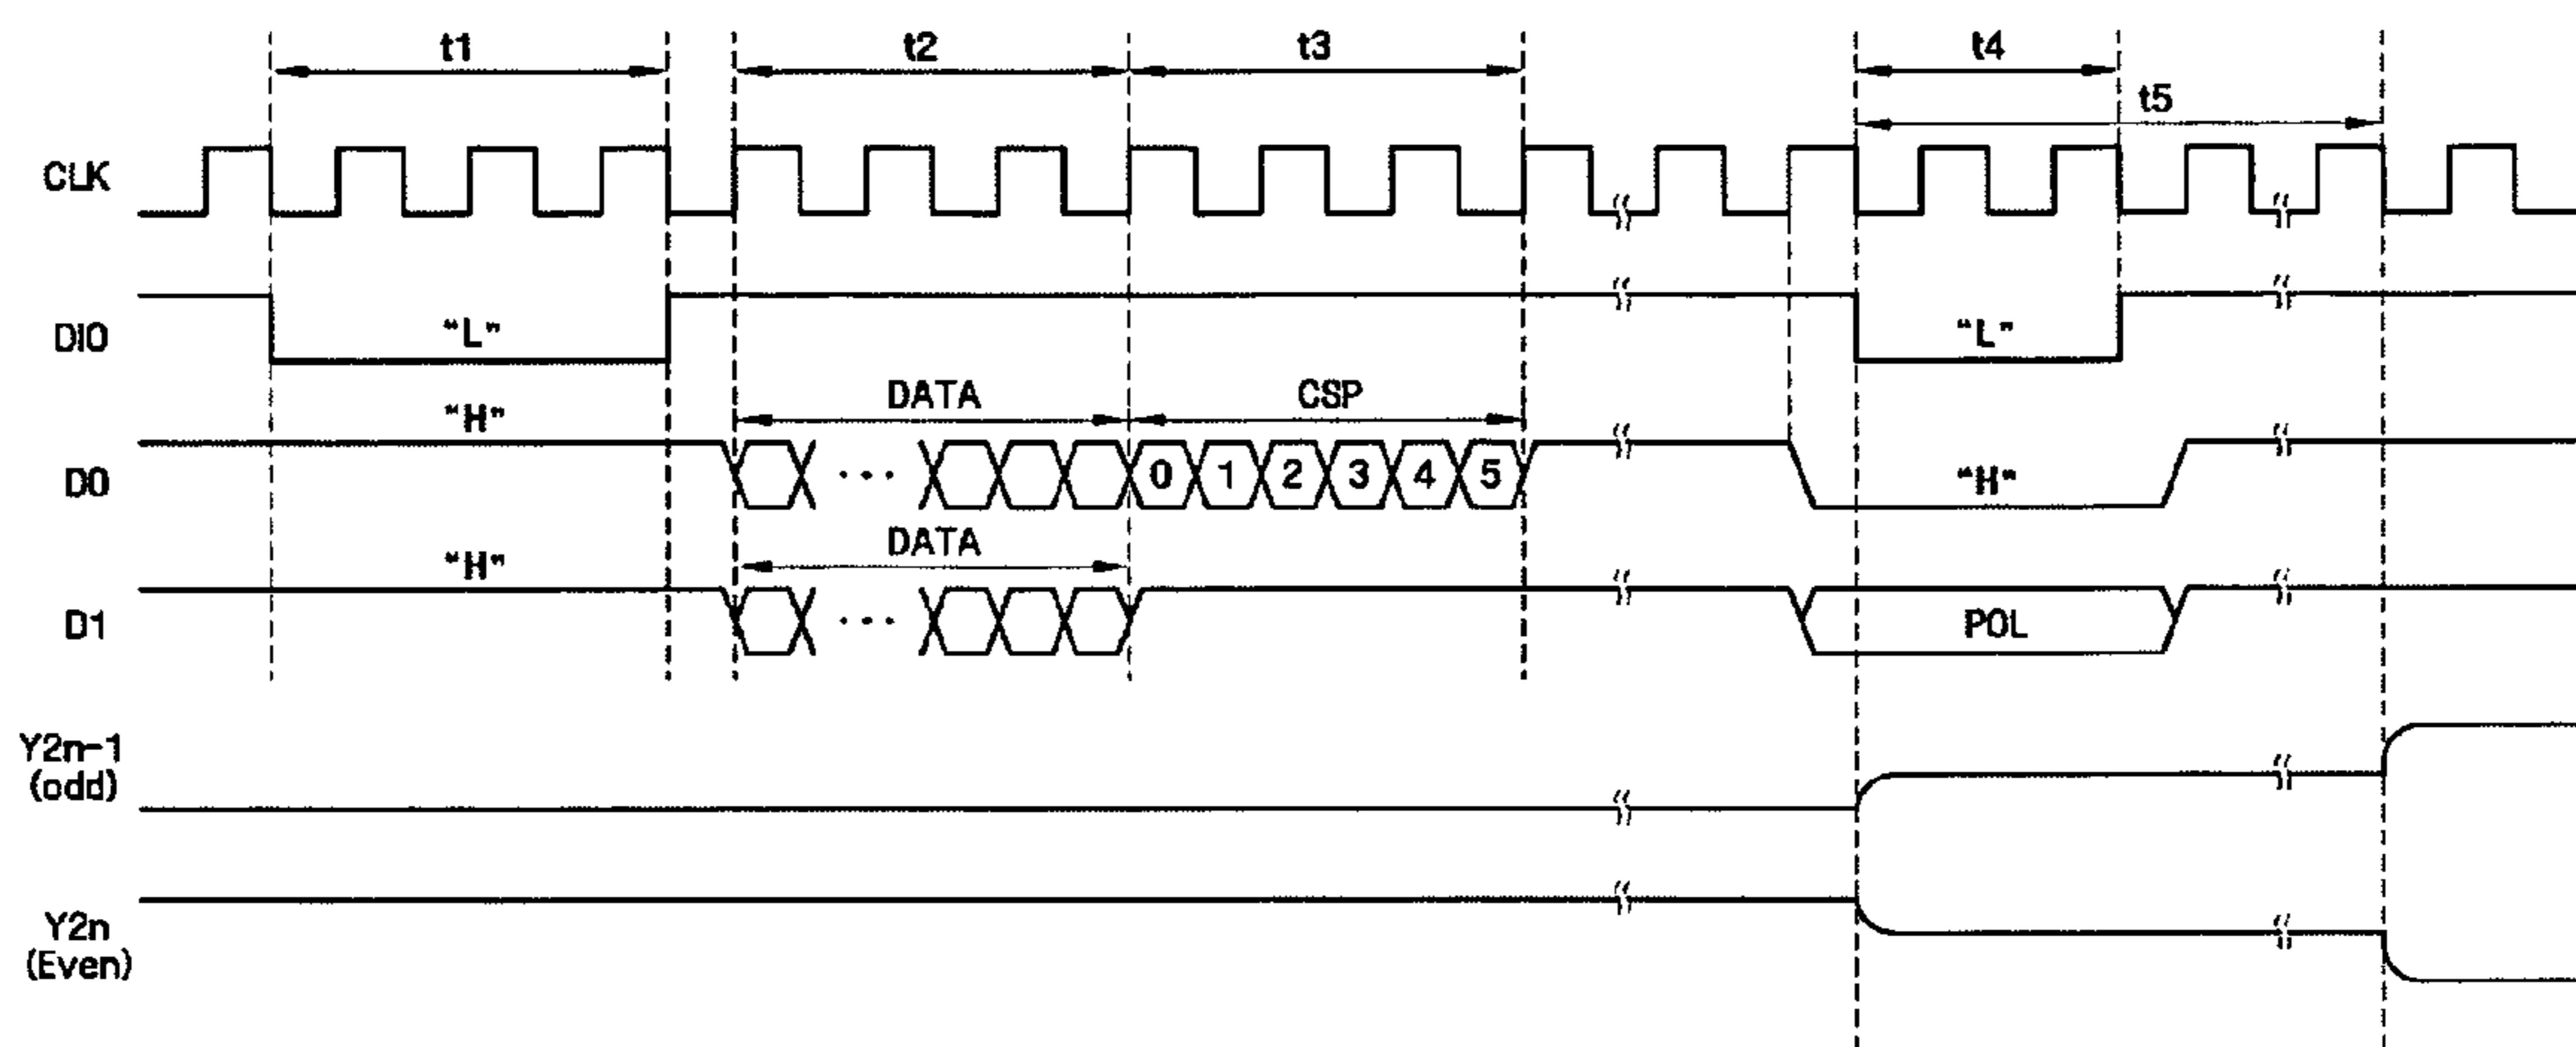 t1 t2 t3 t4
t5
CLK
DIO "L" "L"
DATA CSP
"H"
D0 0 1 2 3 4 5 "H"
DATA
"H"
D1 POL
Y2n-1
(odd)
Y2n
(Even)